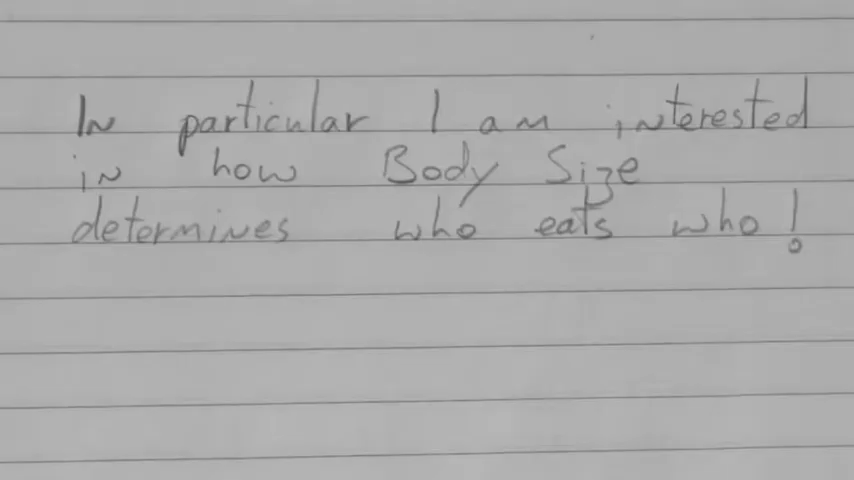 In particular I am interested
in how Body Size
determines who eats who!